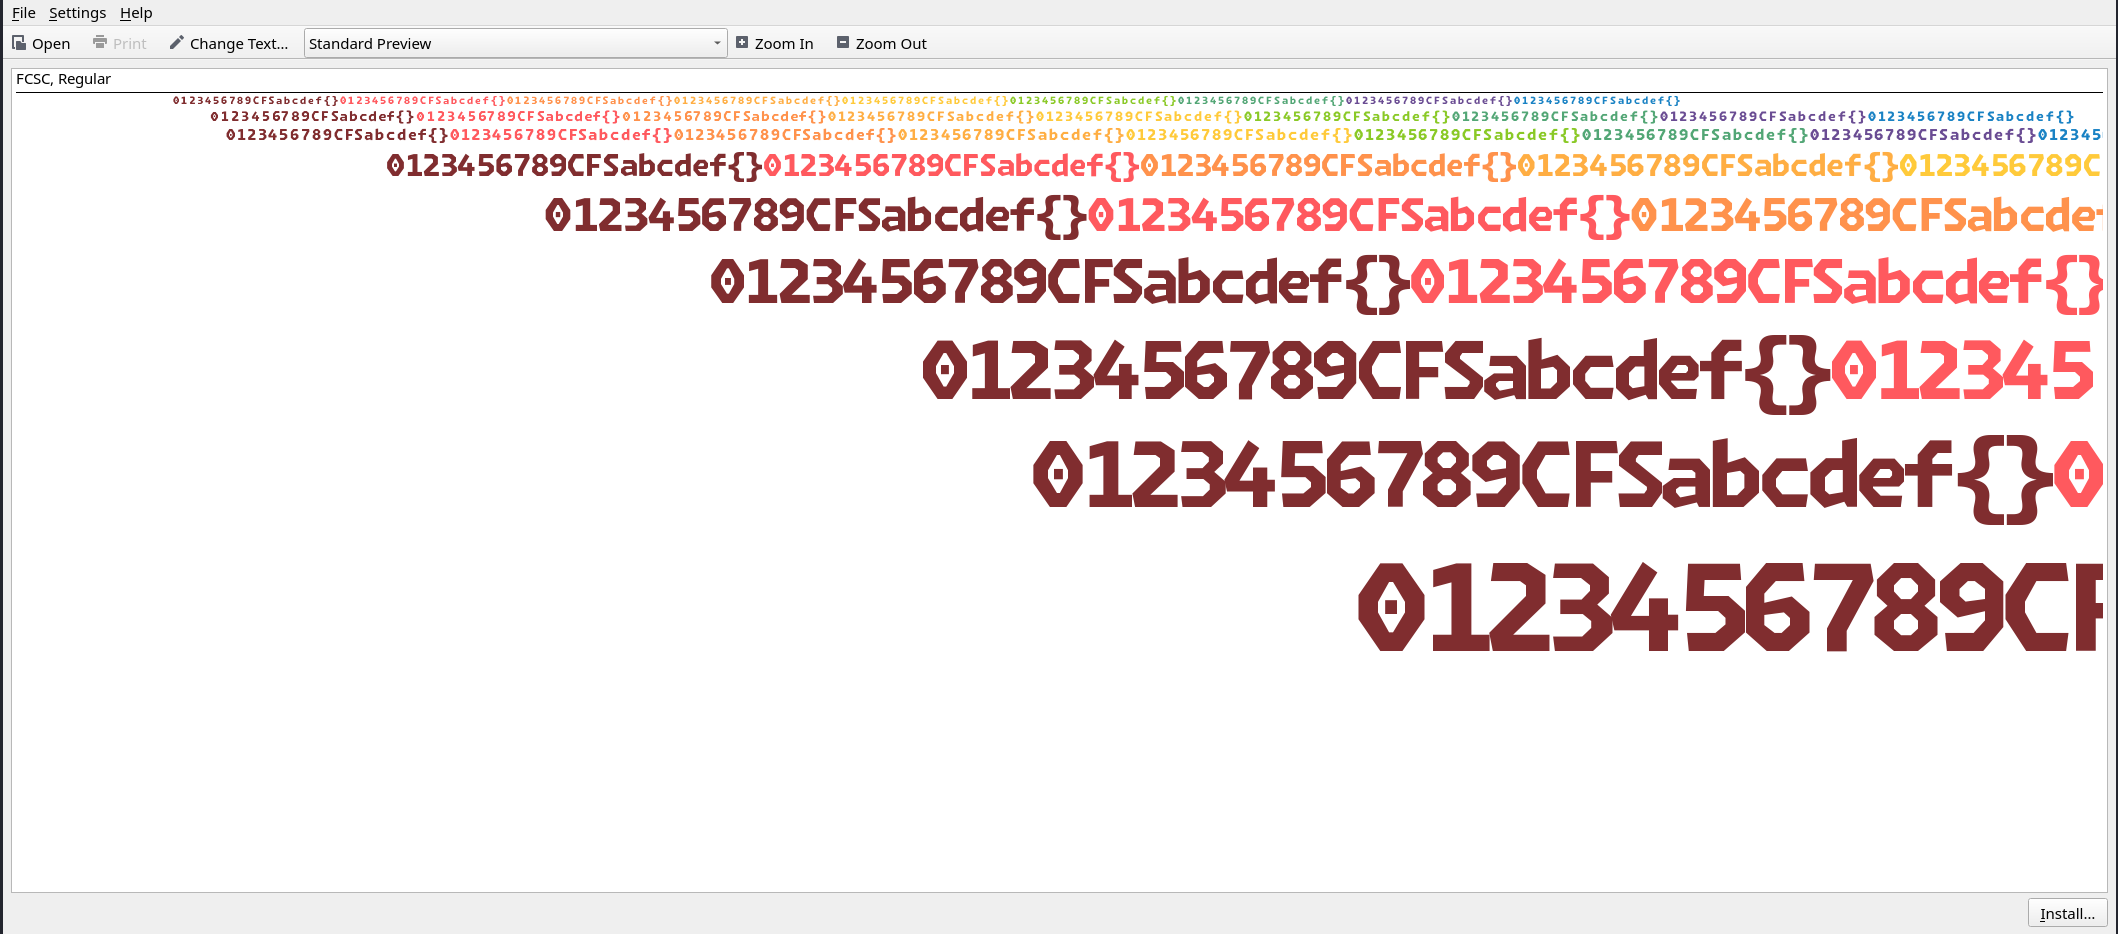 File Settings Help
Open Print Change Text... Standard Preview Zoom In Zoom Out
FCSC, Regular
0123456789CFSabcdef{}0123456789CFSabcdef{}0123456789CFSabcdef{}0123456789CFSabcdef{}0123456789CFSabcdef{}0123456789CFSabcdef{}0123456789CFSabcdef{}0123456789CFSabcdef{}0123456789CFSabcdef{}
0123456789CFSabcdef{}0123456789CFSabcdef{}0123456789CFSabcdef{}0123456789CFSabcdef{}0123456789CFSabcdef{}0123456789CFSabcdef{}0123456789CFSabcdef{}0123456789CFSabcdef{}0123456789CFSabcdef{}
0123456789CFSabcdef{}0123456789CFSabcdef{}0123456789CFSabcdef{}0123456789CFSabcdef{}0123456789CFSabcdef{}0123456789CFSabcdef{}0123456789CFSabcdef{}0123456789CFSabcdef{}012345
0123456789CFSabcdef{}0123456789CFSabcdef{}0123456789CFSabcdef{}0123456789CFSabcdef{}0123456789C
0123456789CFSabcdef{}0123456789CFSabcdef{}0123456789CFSabcdef
0123456789CFSabcdef{}0123456789CFSabcdef{}
0123456789CFSabcdef{}012345
0123456789CFSabcdef{}0
0123456789CF
Install...